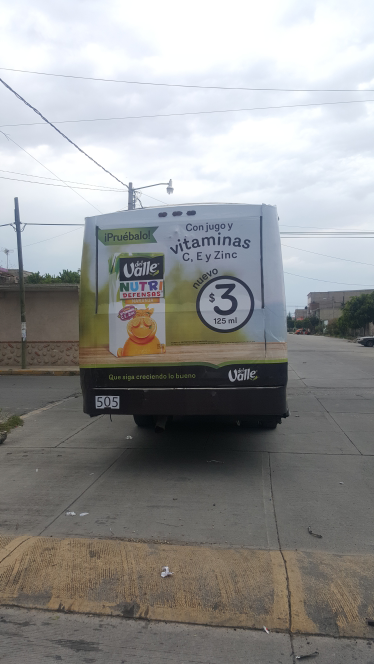 ¡Pruébalo!
Con jugo y
vitaminas
C, E y Zinc
del Valle
NUTRI
DEFENSAS
nuevo
$3
125 ml
Que siga creciendo lo bueno
del Valle
505